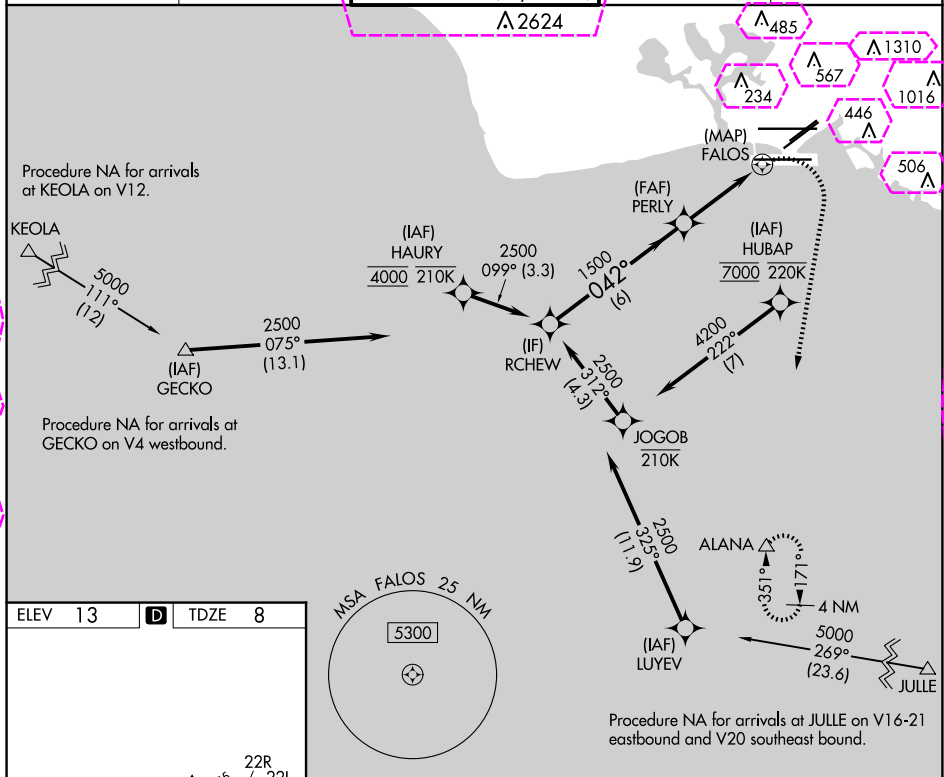 2624
485
1310
567
234
1016
446
506
(MAP)
FALOS
Procedure NA for arrivals
at KEOLA on V12.
KEOLA
5000
111°
(12)
(IAF)
HAURY
4000 210K
2500
099° (3.3)
(FAF)
PERLY
1500
042°
(6)
(IAF)
HUBAP
7000 220K
4200
222°
(7)
2500
075°
(13.1)
(IAF)
GECKO
(IF)
RCHEW
2500
312°
(4.3)
JOGOB
210K
Procedure NA for arrivals at
GECKO on V4 westbound.
2500
325°
(11.9)
ALANA
351°
171°
4 NM
(IAF)
LUYEV
5000
269°
(23.6)
JULLE
MSA FALOS 25 NM
5300
Procedure NA for arrivals at JULLE on V16-21
eastbound and V20 southeast bound.
ELEV 13 D TDZE 8
22R